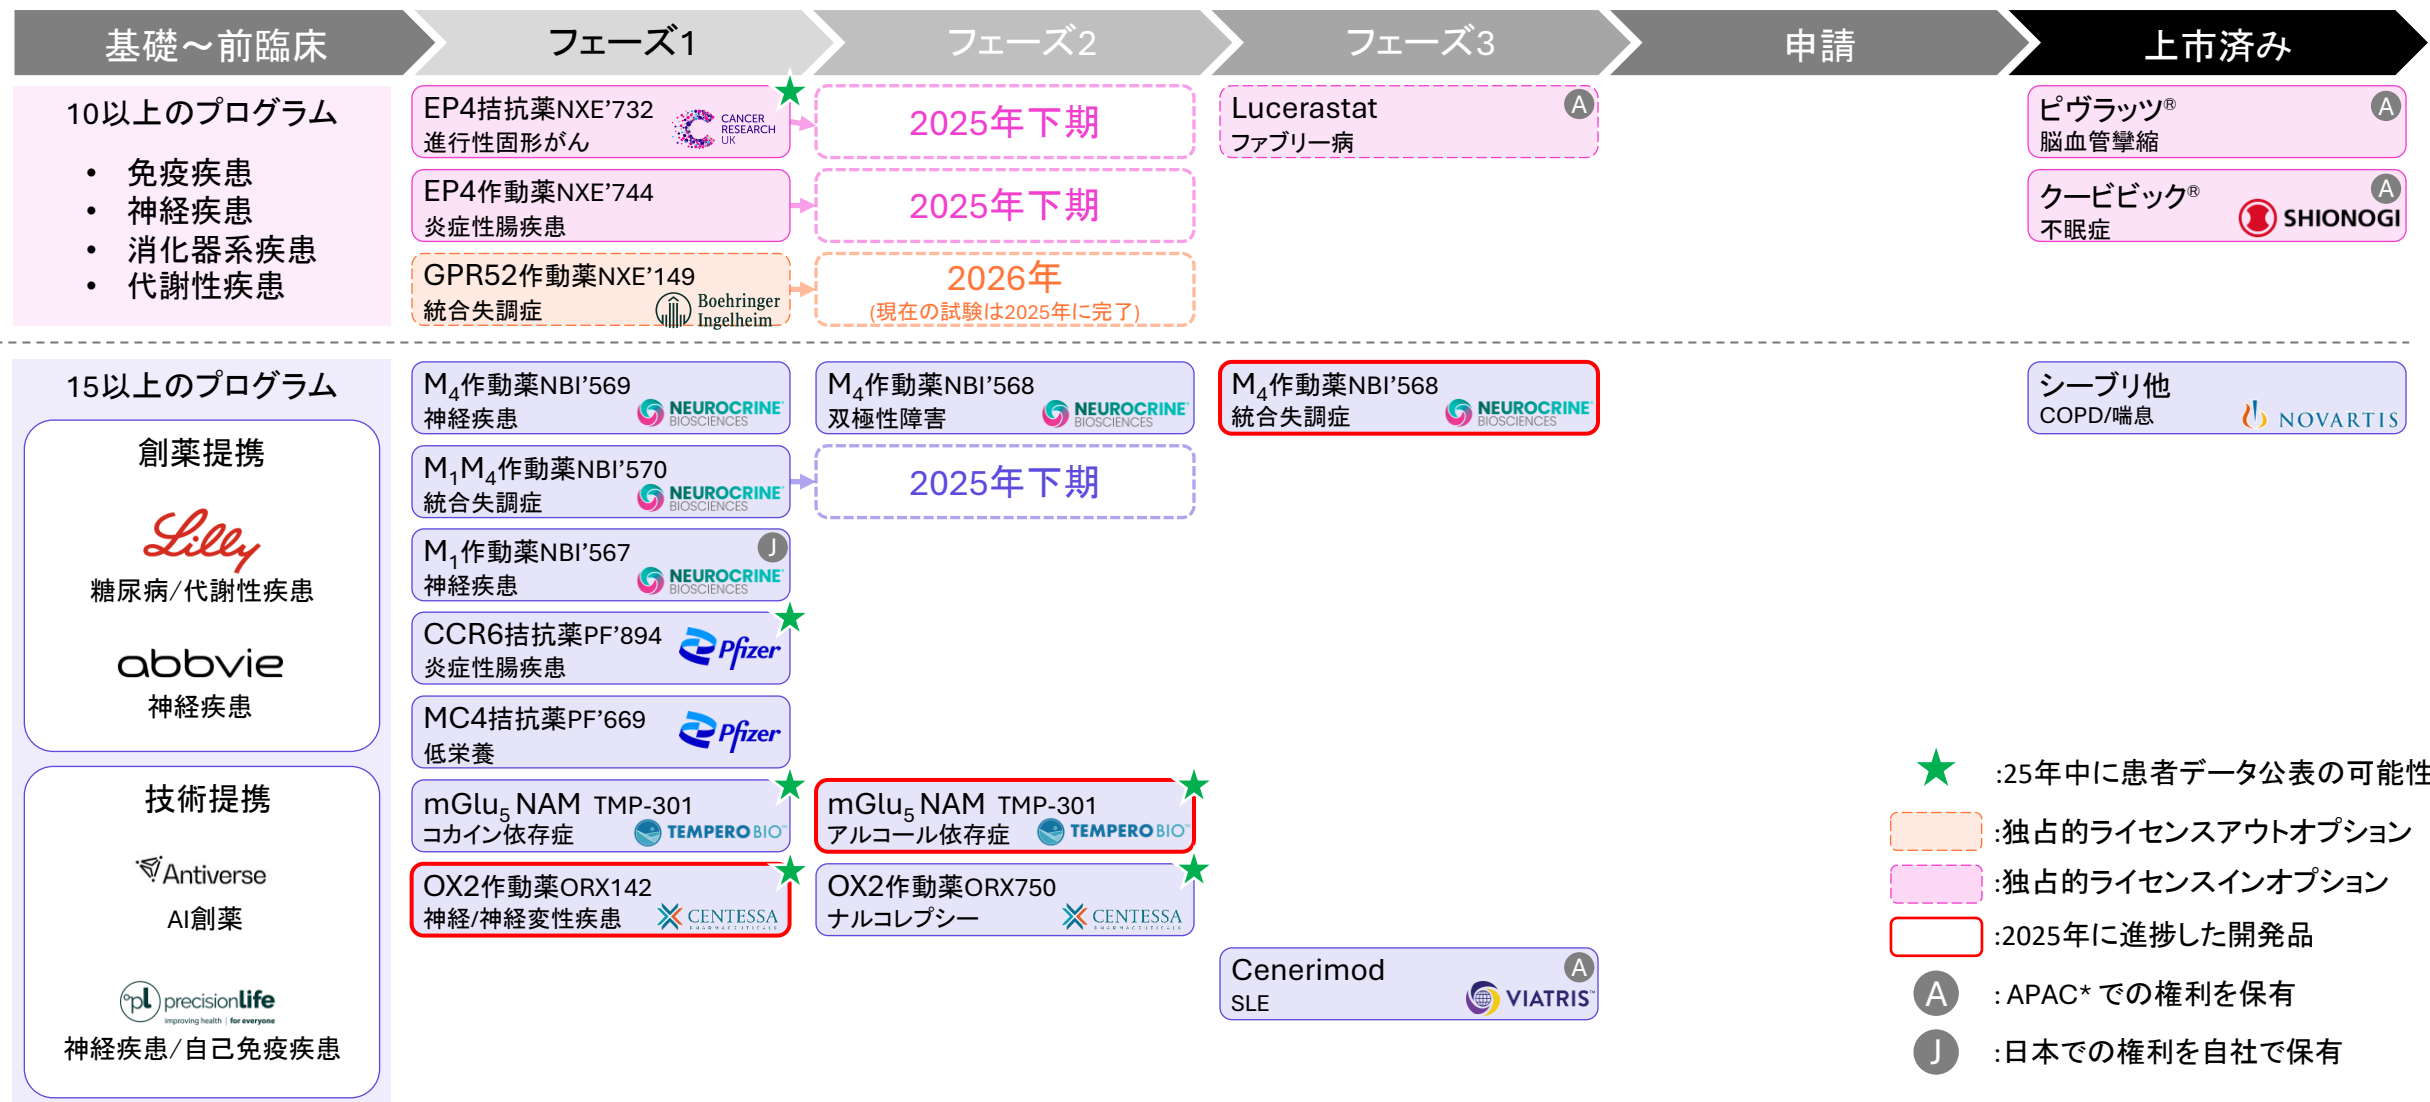 基礎～前臨床
フェーズ1
フェーズ2
フェーズ3
申請
上市済み
10以上のプログラム
• 免疫疾患
• 神経疾患
• 消化器系疾患
• 代謝性疾患
EP4拮抗薬NXE’732
進行性固形がん
CANCER
RESEARCH
UK
2025年下期
EP4作動薬NXE’744
炎症性腸疾患
2025年下期
GPR52作動薬NXE’149
統合失調症
Boehringer
Ingelheim
2026年
(現在の試験は2025年に完了)
Lucerastat
A
ファブリー病
ピヴラッツ®
A
脳血管攣縮
クービビック®
A
不眠症
SHIONOGI
15以上のプログラム
創薬提携
Lilly
糖尿病/代謝性疾患
abbvie
神経疾患
技術提携
Antiverse
AI創薬
pl precisionlife
improving health | for everyone
神経疾患/自己免疫疾患
M4作動薬NBI’569
神経疾患
NEUROCRINE
BIOSCIENCES
M1M4作動薬NBI’570
統合失調症
NEUROCRINE
BIOSCIENCES
2025年下期
M1作動薬NBI’567
J
神経疾患
NEUROCRINE
BIOSCIENCES
CCR6拮抗薬PF’894
炎症性腸疾患
Pfizer
MC4拮抗薬PF’669
低栄養
Pfizer
mGlu5 NAM TMP-301
コカイン依存症
TEMPERO BIO™
OX2作動薬ORX142
神経/神経変性疾患
CENTESSA
PHARMACEUTICALS
M4作動薬NBI’568
双極性障害
NEUROCRINE
BIOSCIENCES
mGlu5 NAM TMP-301
アルコール依存症
TEMPERO BIO™
OX2作動薬ORX750
ナルコレプシー
CENTESSA
PHARMACEUTICALS
M4作動薬NBI’568
統合失調症
NEUROCRINE
BIOSCIENCES
Cenerimod
A
SLE
VIATRIS™
シーブリ他
COPD/喘息
NOVARTIS
:25年中に患者データ公表の可能性
:独占的ライセンスアウトオプション
:独占的ライセンスインオプション
:2025年に進捗した開発品
A : APAC* での権利を保有
J :日本での権利を自社で保有